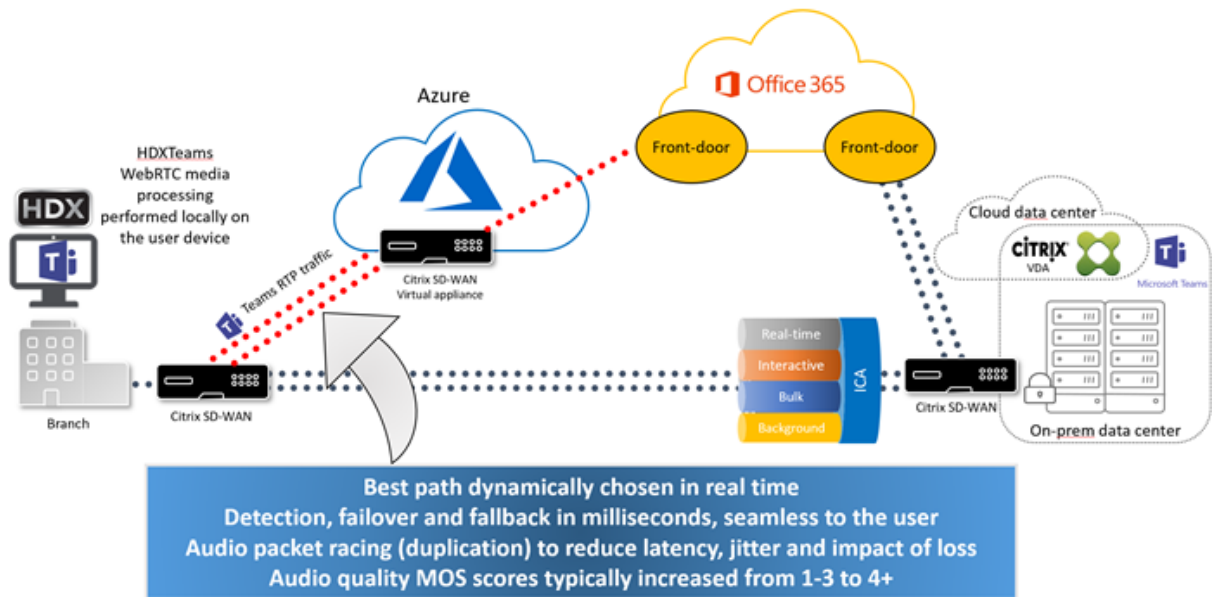 Azure
Office 365
Front-door
Front-door
HDXTeams
WebRTC media
processing
performed locally on
the user device
HDX
Teams RTP traffic
Citrix SD-WAN
Virtual appliance
Cloud data center
CITRIX
VDA
Microsoft Teams
Real-time
Interactive
Bulk
Background
ICA
Branch
Citrix SD-WAN
Citrix SD-WAN
On-prem data center
Best path dynamically chosen in real time
Detection, failover and fallback in milliseconds, seamless to the user
Audio packet racing (duplication) to reduce latency, jitter and impact of loss
Audio quality MOS scores typically increased from 1-3 to 4+